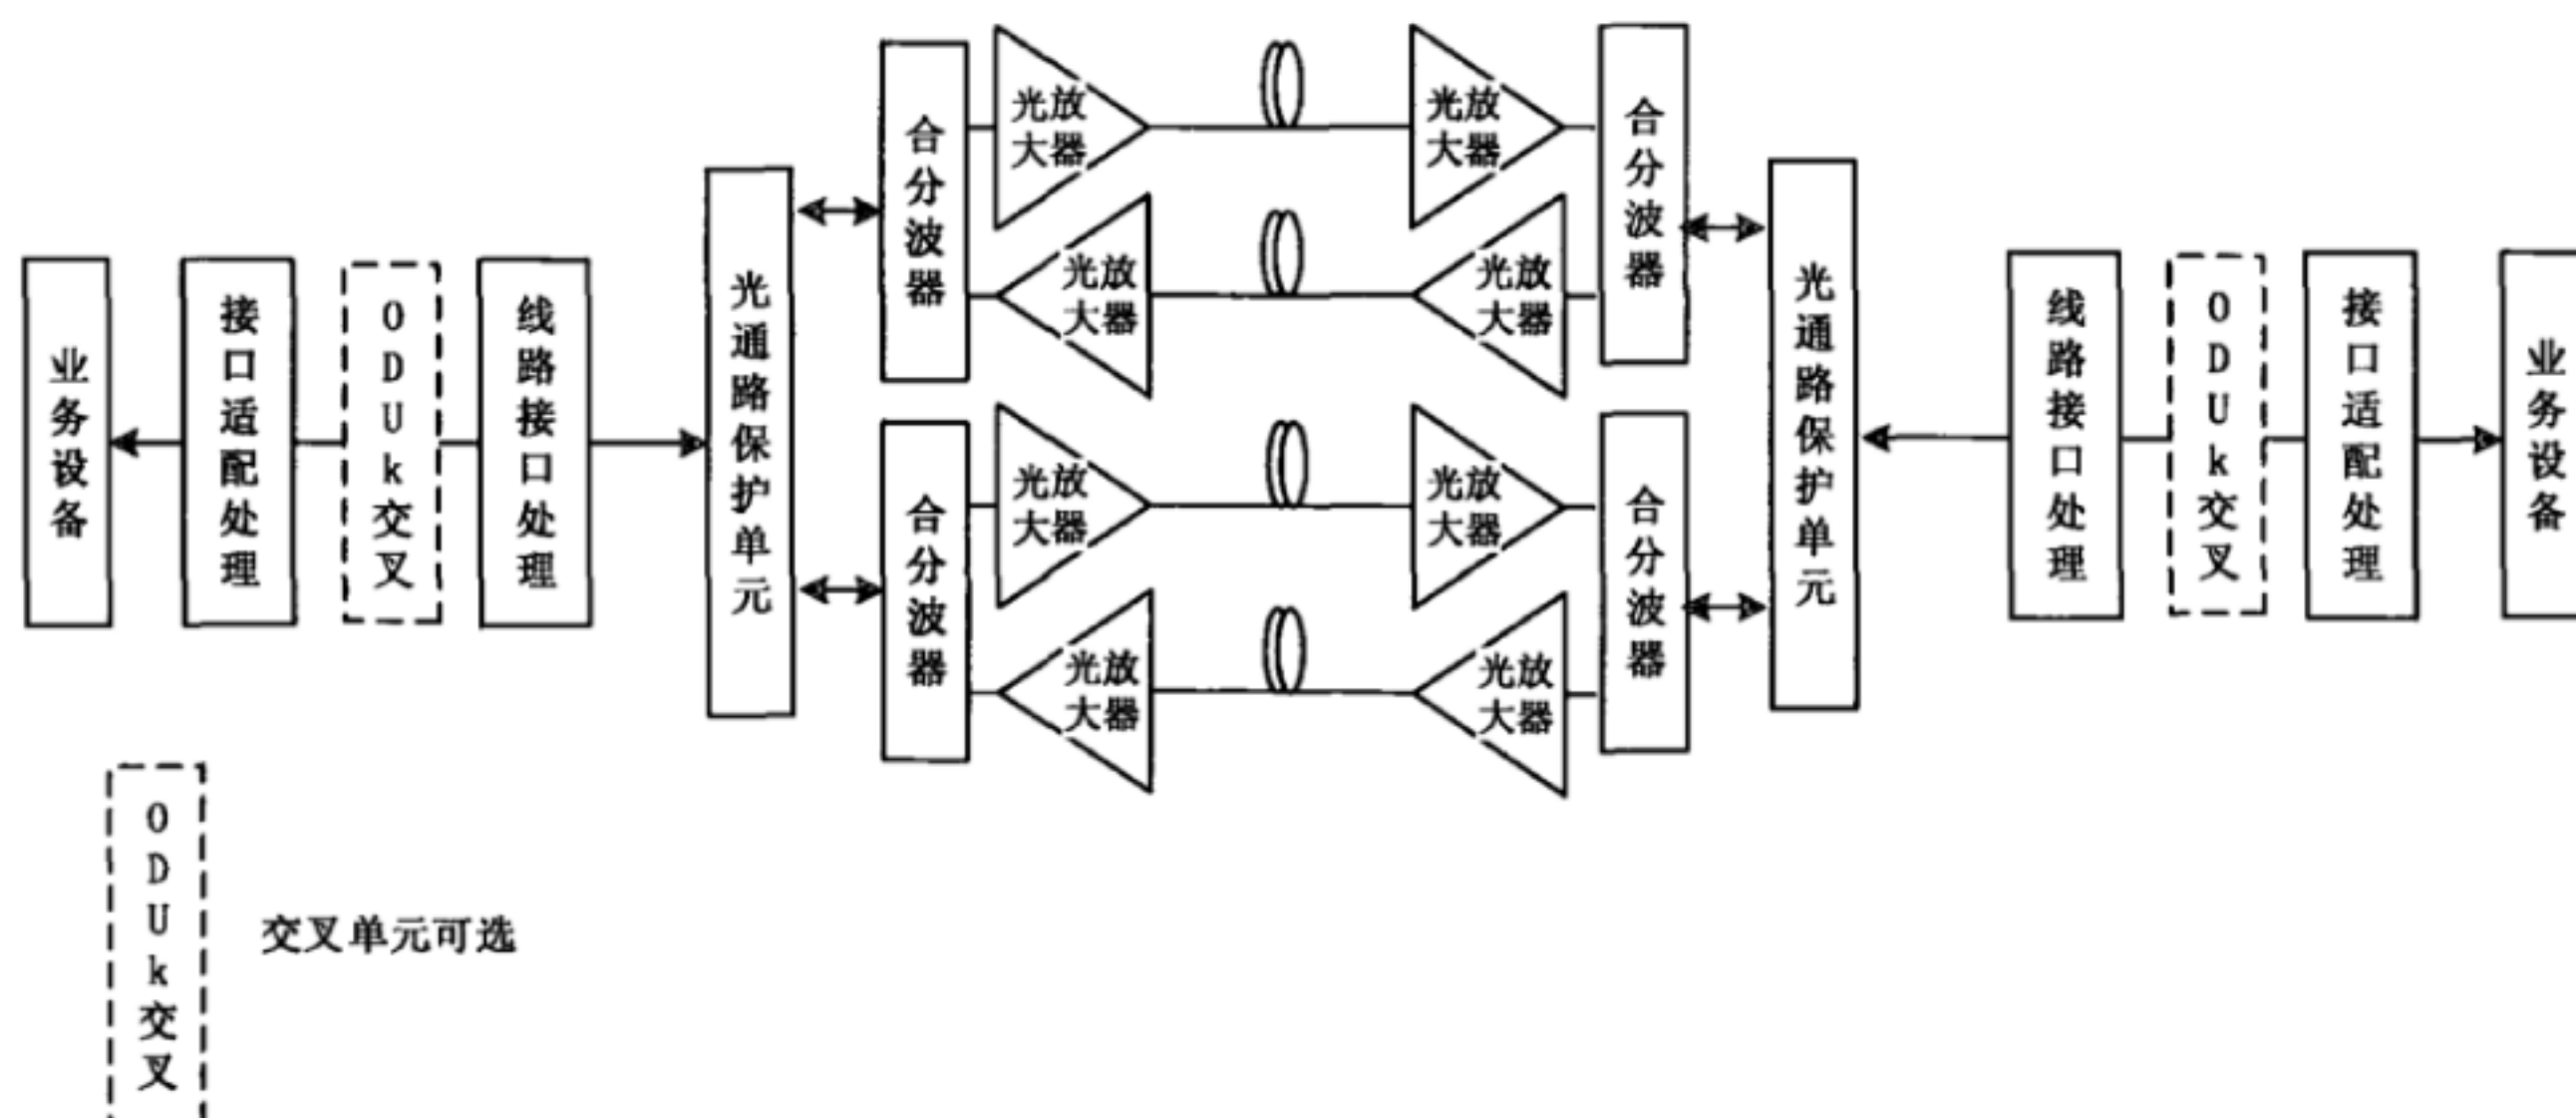 业务设备
接口适配处理
ODUk交叉
线路接口处理
光通路保护单元
合分波器
光放
大器
光放
大器
光放
大器
光放
大器
合分波器
合分波器
光放
大器
光放
大器
光放
大器
光放
大器
合分波器
光通路保护单元
线路接口处理
ODUk交叉
接口适配处理
业务设备
ODUk交叉
交叉单元可选